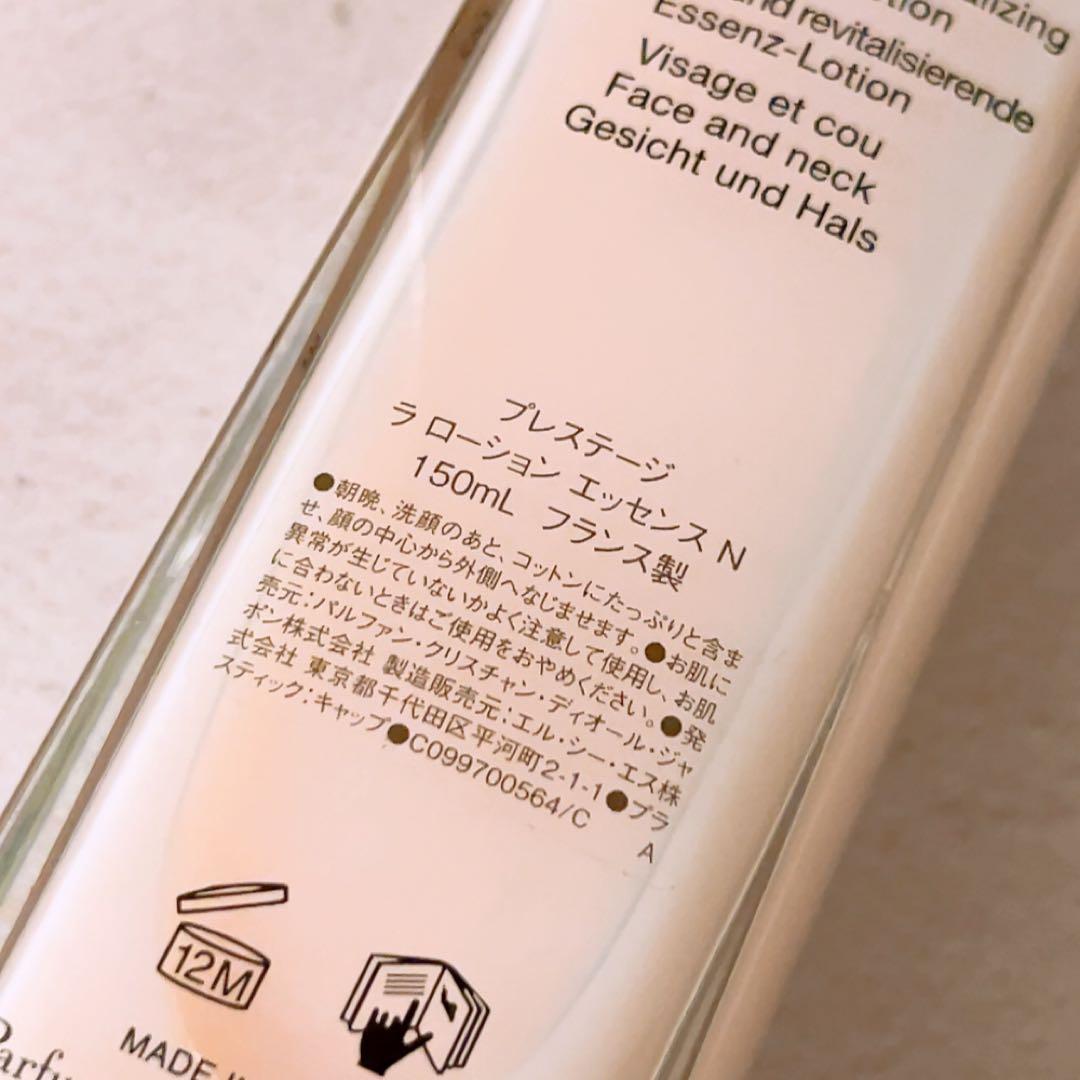 and revitalisierende
Essenz-Lotion
Visage et cou
Face and neck
Gesicht und Hals
プレステージ
ラ ローション エッセンス N
150mL フランス製
●朝晩、洗顔のあと、コットンにたっぷりと含ま
せ、顔の中心から外側へなじませます。●お肌に
異常が生じていないかよく注意して使用し、お肌
に合わないときはご使用をおやめください。●発
売元：パルファン・クリスチャン・ディオール・ジャ
ポン株式会社 製造販売元：エル・シー・エス株
式会社 東京都千代田区平河町2-1-1●プラ
スティック：キャップ●C099700564/C
A
12M
MADE